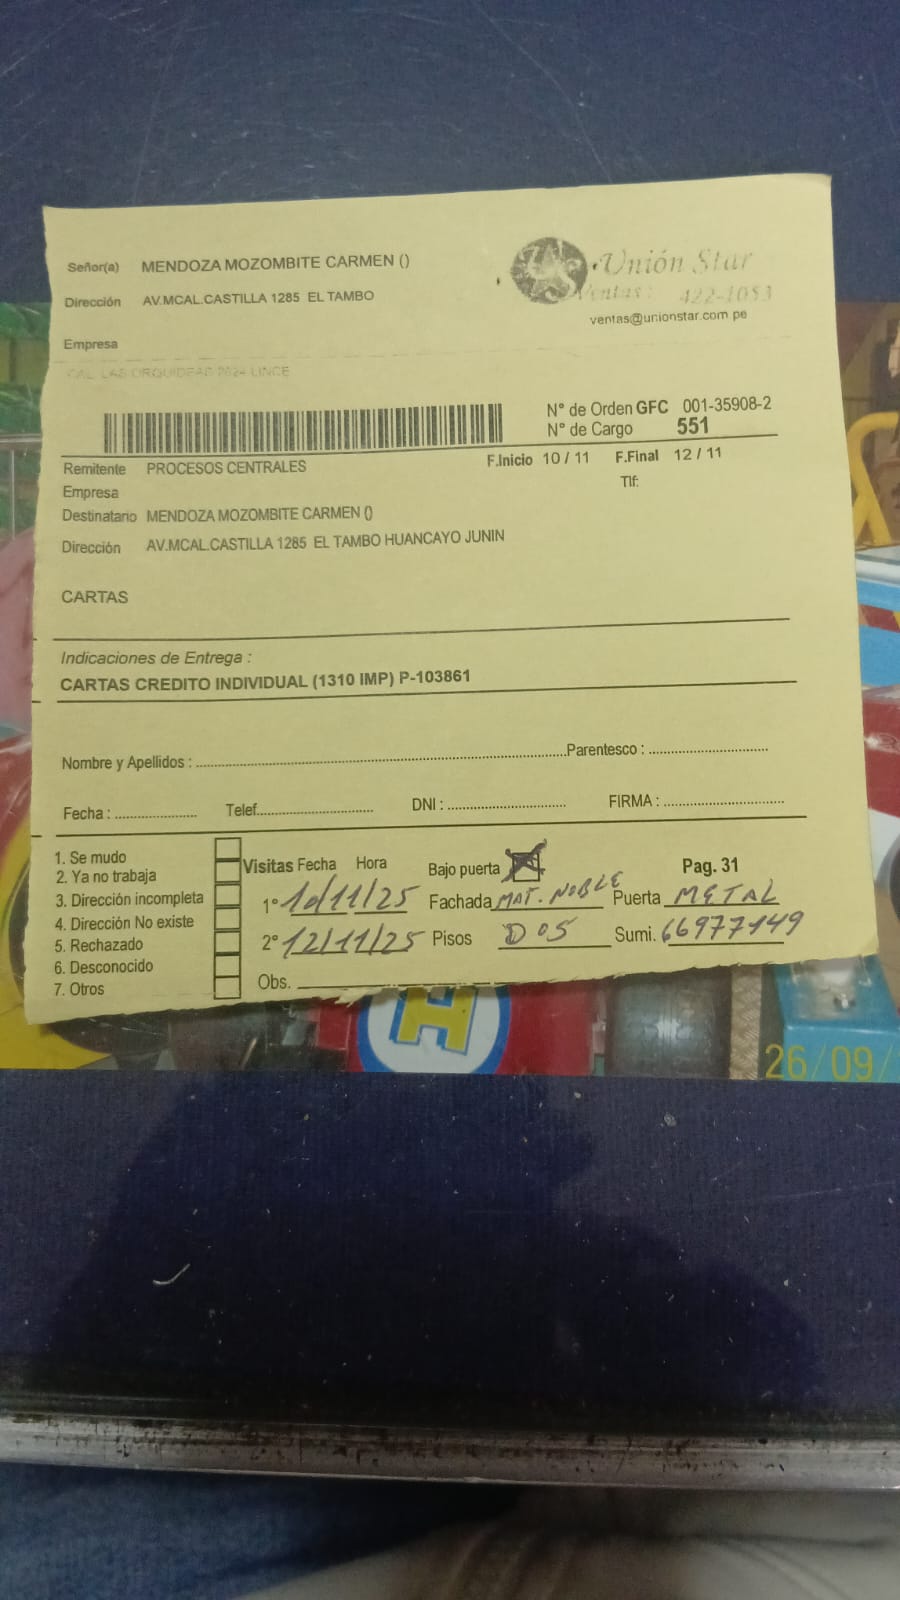 Señor(a) MENDOZA MOZOMBITE CARMEN ()
Unión Star
Dirección AV.MCAL.CASTILLA 1285 EL TAMBO
Ventas: 422-1053
ventas@unionstar.com.pe
Empresa
CAL. LAS ORQUIDEAS 2624 LINCE
N° de Orden GFC 001-35908-2
N° de Cargo 551
Remitente PROCESOS CENTRALES
F.Inicio 10 / 11 F.Final 12 / 11
Empresa
Tlf:
Destinatario MENDOZA MOZOMBITE CARMEN ()
Dirección AV.MCAL.CASTILLA 1285 EL TAMBO HUANCAYO JUNIN
CARTAS
Indicaciones de Entrega :
CARTAS CREDITO INDIVIDUAL (1310 IMP) P-103861
Nombre y Apellidos : Parentesco :
Fecha : Telef. DNI : FIRMA :
1. Se mudo
2. Ya no trabaja
3. Dirección incompleta
4. Dirección No existe
5. Rechazado
6. Desconocido
7. Otros
Visitas Fecha Hora Bajo puerta Pag. 31
1° 10/11/25 Fachada MAT. NOBLE Puerta METAL
2° 12/11/25 Pisos DOS Sumi. 66977149
Obs.
H
26/09/